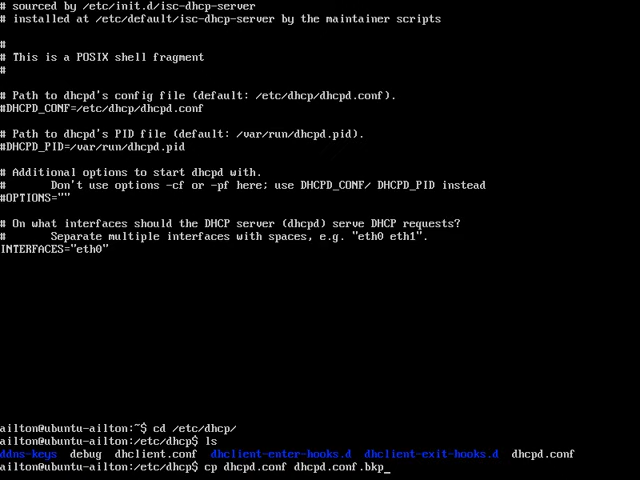 # sourced by /etc/init.d/isc-dhcp-server
# installed at /etc/default/isc-dhcp-server by the maintainer scripts
#
# This is a POSIX shell fragment
#
# Path to dhcpd's config file (default: /etc/dhcp/dhcpd.conf).
#DHCPD_CONF=/etc/dhcp/dhcpd.conf
# Path to dhcpd's PID file (default: /var/run/dhcpd.pid).
#DHCPD_PID=/var/run/dhcpd.pid
# Additional options to start dhcpd with.
#       Don't use options -cf or -pf here; use DHCPD_CONF/ DHCPD_PID instead
#OPTIONS=""
# On what interfaces should the DHCP server (dhcpd) serve DHCP requests?
#       Separate multiple interfaces with spaces, e.g. "eth0 eth1".
INTERFACES="eth0"
ailton@ubuntu-ailton:~$ cd /etc/dhcp/
ailton@ubuntu-ailton:/etc/dhcp$ ls
ddns-keys  debug  dhclient.conf  dhclient-enter-hooks.d  dhclient-exit-hooks.d  dhcpd.conf
ailton@ubuntu-ailton:/etc/dhcp$ cp dhcpd.conf dhcpd.conf.bkp_